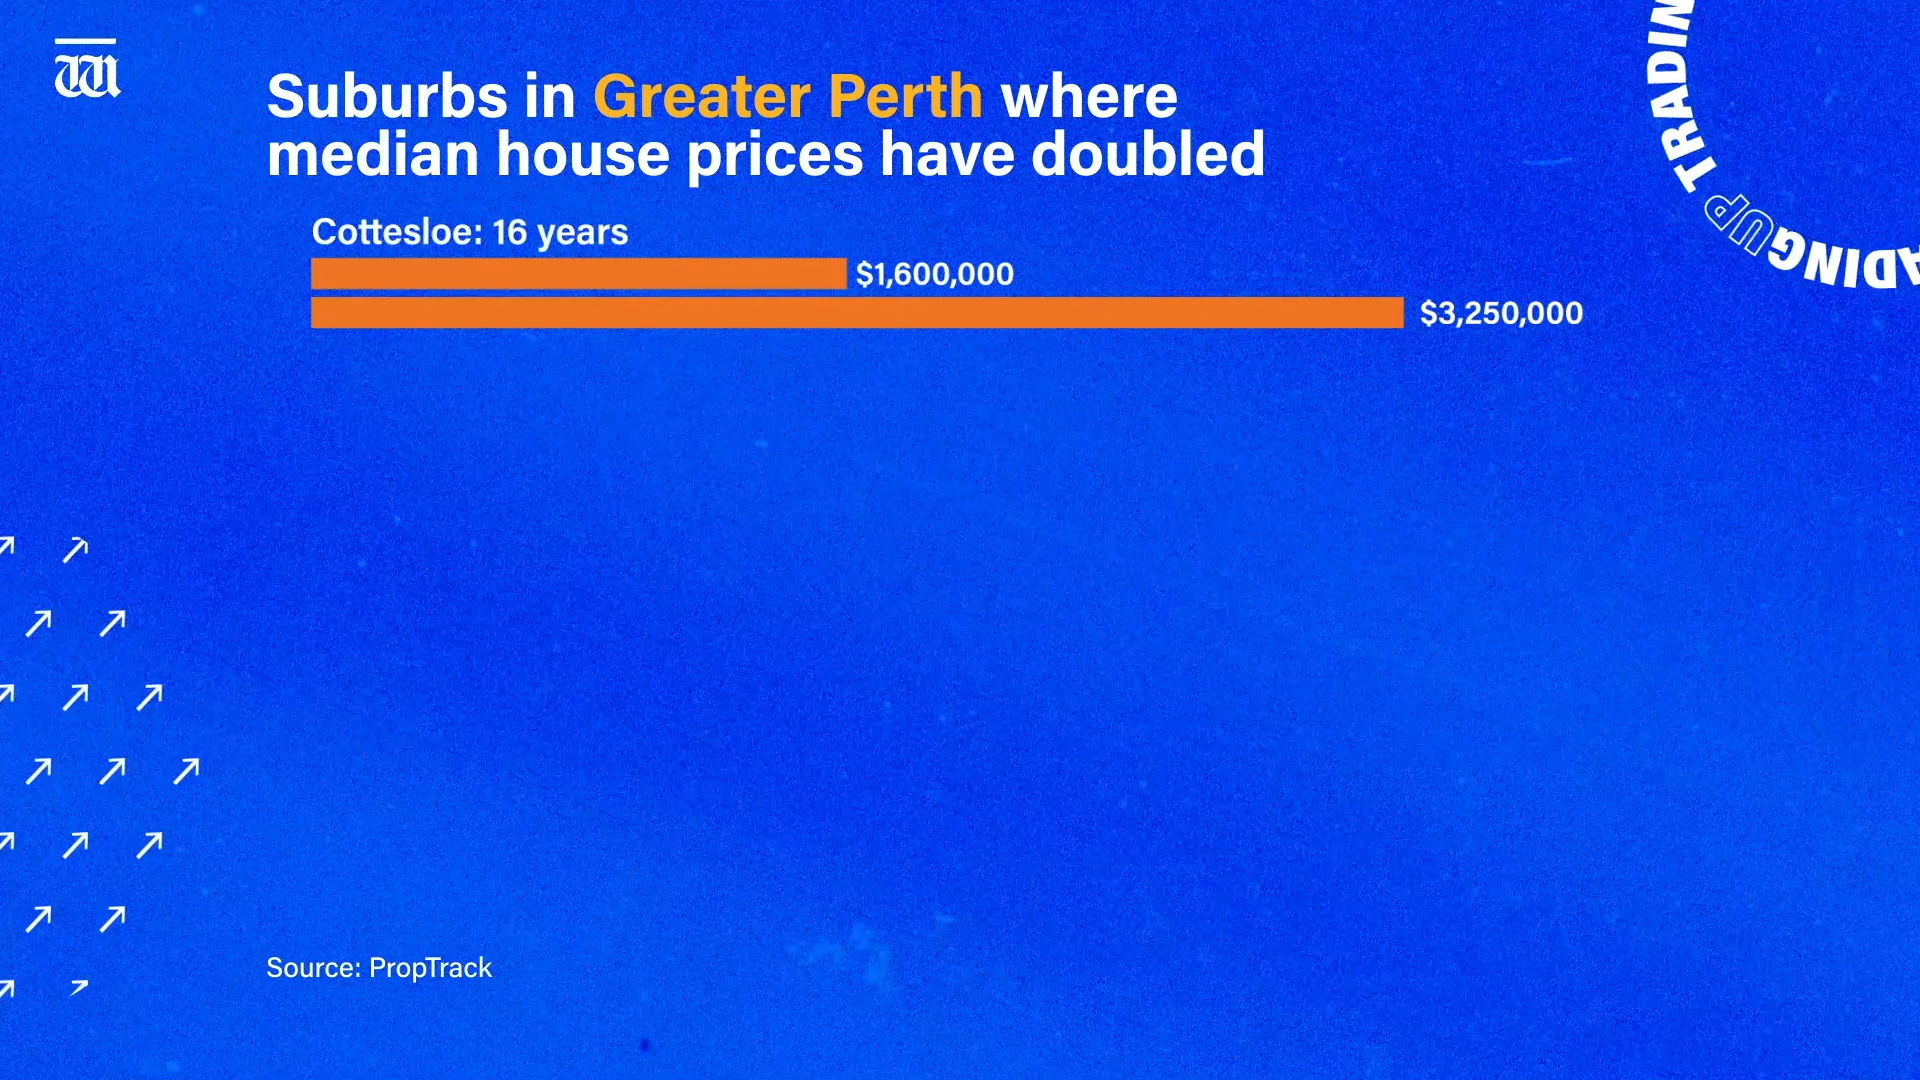 W
Suburbs in Greater Perth where
median house prices have doubled
Cottesloe: 16 years
$1,600,000
$3,250,000
TRADING UP TRADIN
Source: PropTrack